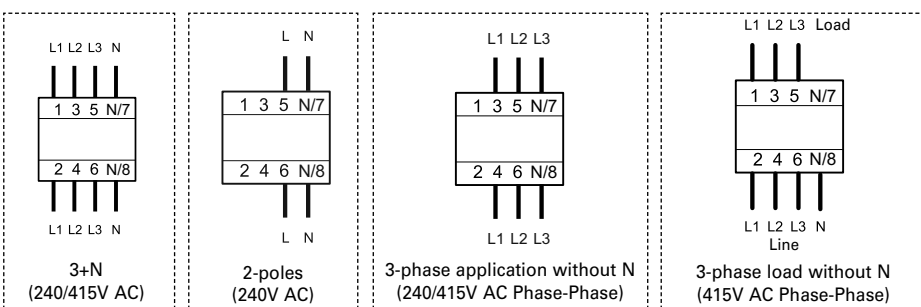 L1 L2 L3 N
1 3 5 N/7
2 4 6 N/8
L1 L2 L3 N
3+N
(240/415V AC)
L N
1 3 5 N/7
2 4 6 N/8
L N
2-poles
(240V AC)
L1 L2 L3
1 3 5 N/7
2 4 6 N/8
L1 L2 L3
3-phase application without N
(240/415V AC Phase-Phase)
L1 L2 L3 Load
1 3 5 N/7
2 4 6 N/8
L1 L2 L3 N
Line
3-phase load without N
(415V AC Phase-Phase)